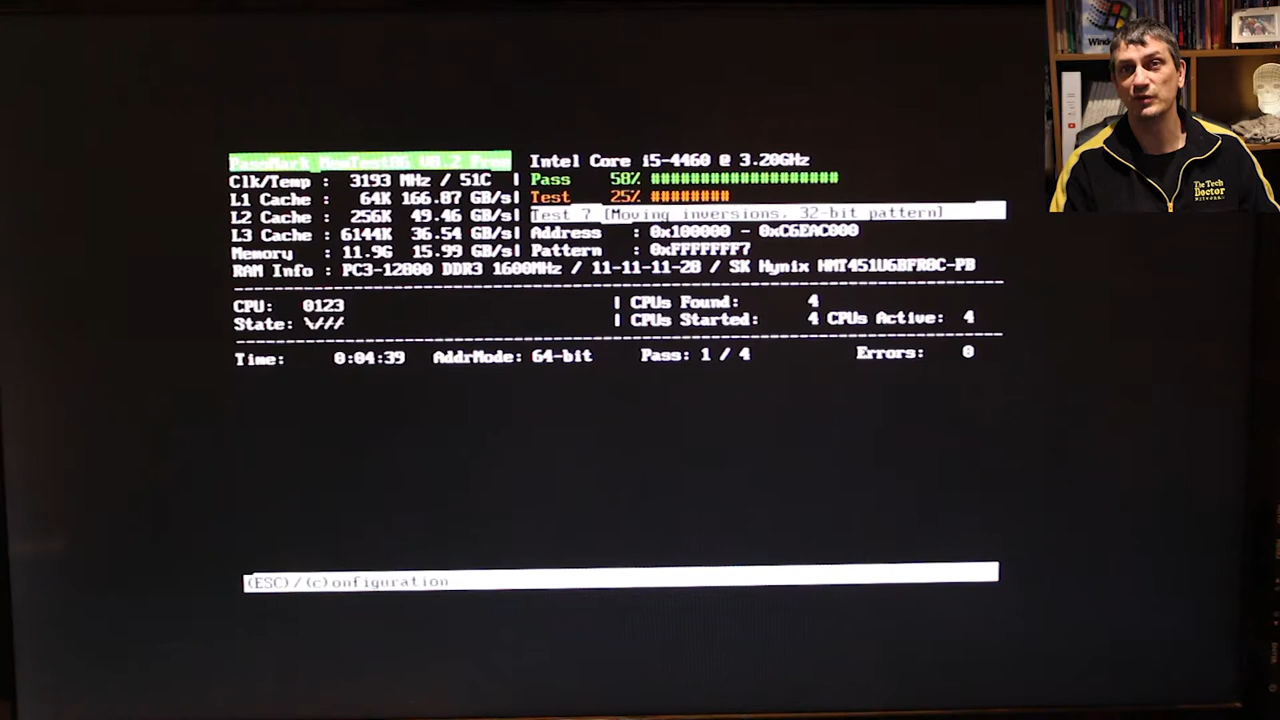 PassMark MemTest86 V8.2 Free Intel Core i5-4460 @ 3.20GHz
Clk/Temp : 3193 MHz / 51C | Pass 58% ###################
L1 Cache : 64K 166.87 GB/s| Test 25% ########
L2 Cache : 256K 49.46 GB/s| Test 7 [Moving inversions, 32-bit pattern]
L3 Cache : 6144K 36.54 GB/s| Address : 0x100000 - 0xC6EAC000
Memory : 11.9G 15.99 GB/s| Pattern : 0xFFFFFFF7
RAM Info : PC3-12800 DDR3 1600MHz / 11-11-11-28 / SK Hynix HMT451U6BFR8C-PB
CPU: 0123 | CPUs Found: 4
State: \/// | CPUs Started: 4 CPUs Active: 4
Time: 0:04:39 AddrMode: 64-bit Pass: 1 / 4 Errors: 0
(ESC)/(c)onfiguration
The Tech
Doctor